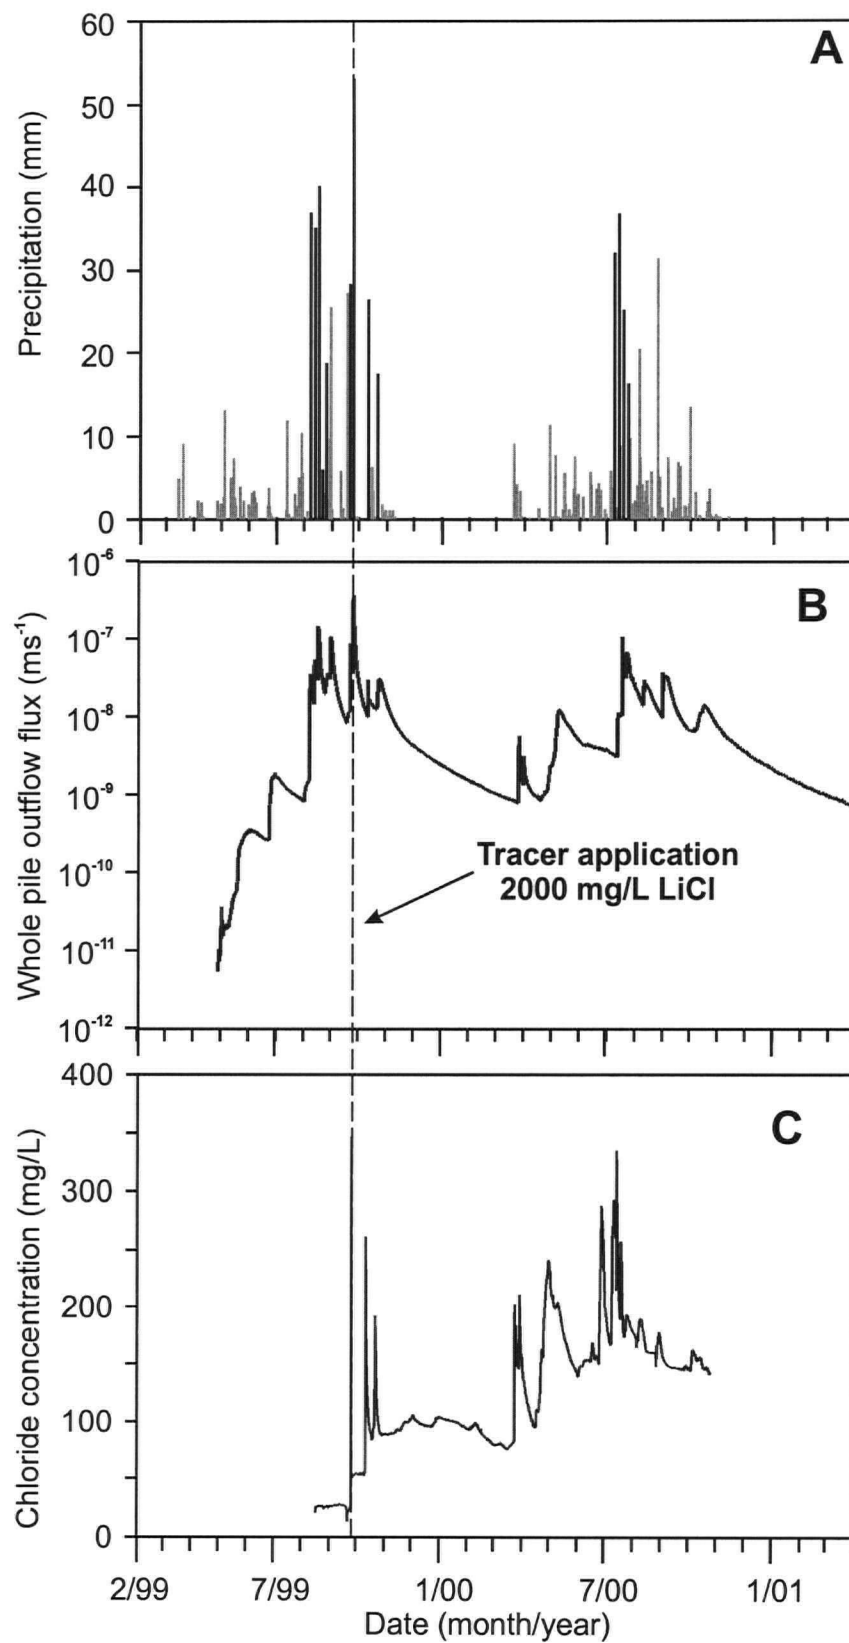 A
60
50
40
30
20
10
0
Precipitation (mm)
B
10⁻⁶
10⁻⁷
10⁻⁸
10⁻⁹
10⁻¹⁰
10⁻¹¹
10⁻¹²
Whole pile outflow flux (ms⁻¹)
Tracer application
2000 mg/L LiCl
C
400
300
200
100
0
Chloride concentration (mg/L)
2/99 7/99 1/00 7/00 1/01
Date (month/year)